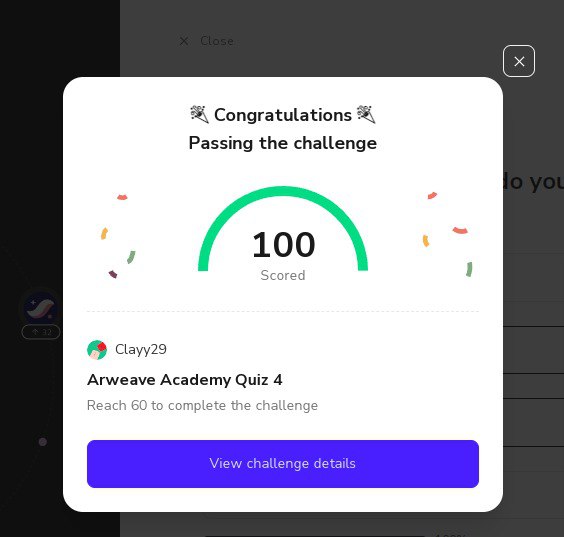 Close
Congratulations
Passing the challenge
do you
100
Scored
32
Clayy29
Arweave Academy Quiz 4
Reach 60 to complete the challenge
View challenge details